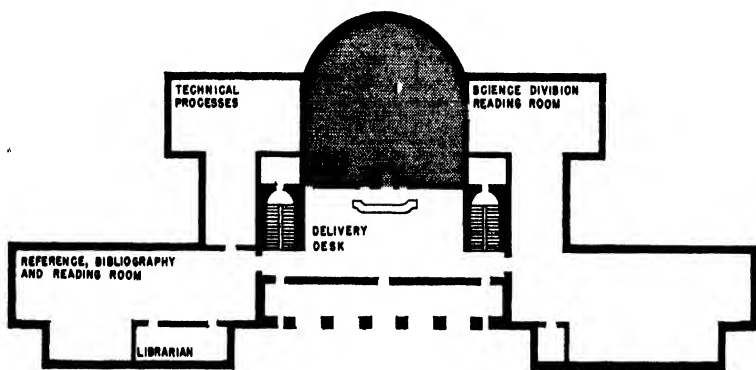 TECHNICAL
PROCESSES
SCIENCE DIVISION
READING ROOM
DELIVERY
DESK
REFERENCE, BIBLIOGRAPHY
AND READING ROOM
LIBRARIAN